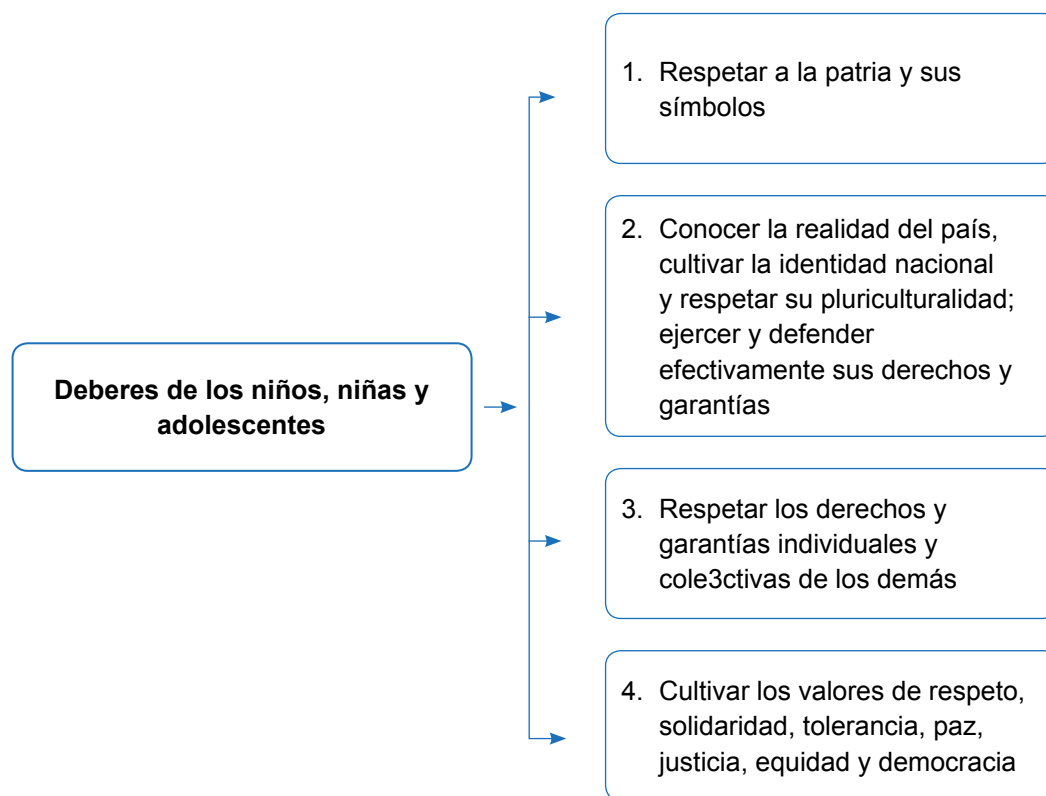 Deberes de los niños, niñas y
adolescentes
1. Respetar a la patria y sus
símbolos
2. Conocer la realidad del país,
cultivar la identidad nacional
y respetar su pluriculturalidad;
ejercer y defender
efectivamente sus derechos y
garantías
3. Respetar los derechos y
garantías individuales y
cole3ctivas de los demás
4. Cultivar los valores de respeto,
solidaridad, tolerancia, paz,
justicia, equidad y democracia